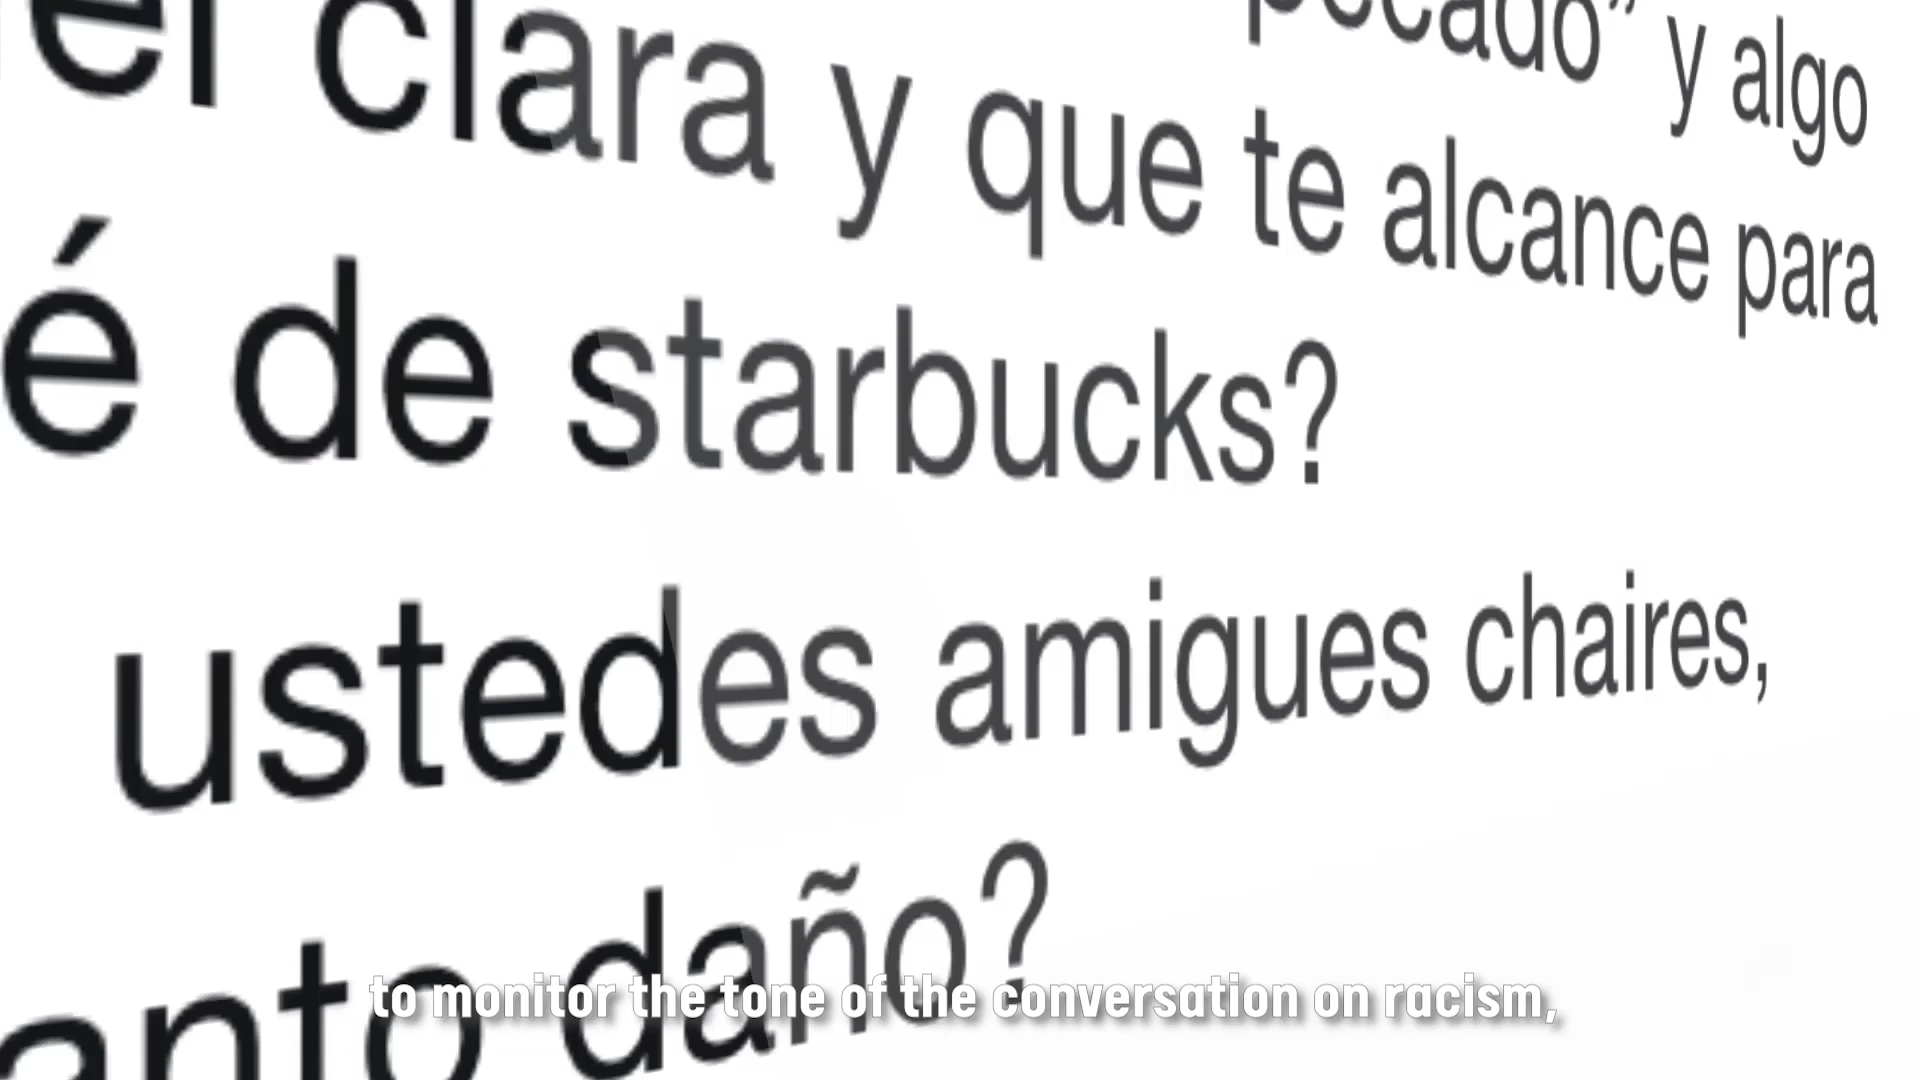 pecado” y algo
el clara y que te alcance para
é de starbucks?
ustedes amigues chaires,
anto daño?
to monitor the tone of the conversation on racism,